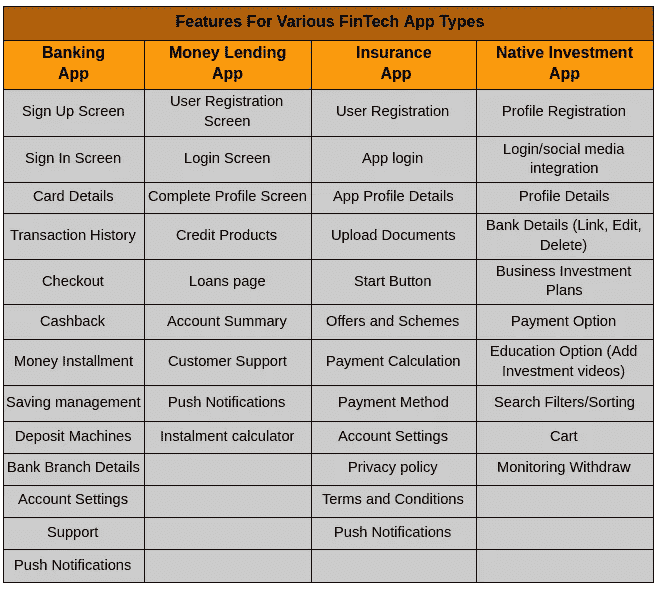 Features For Various FinTech App Types
Banking
App
Money Lending
App
Insurance
App
Native Investment
App
Sign Up Screen
User Registration
Screen
User Registration
Profile Registration
Sign In Screen
Login Screen
App login
Login/social media
integration
Card Details
Complete Profile Screen
App Profile Details
Profile Details
Transaction History
Credit Products
Upload Documents
Bank Details (Link, Edit,
Delete)
Checkout
Loans page
Start Button
Business Investment
Plans
Cashback
Account Summary
Offers and Schemes
Payment Option
Money Installment
Customer Support
Payment Calculation
Education Option (Add
Investment videos)
Saving management
Push Notifications
Payment Method
Search Filters/Sorting
Deposit Machines
Instalment calculator
Account Settings
Cart
Bank Branch Details
Privacy policy
Monitoring Withdraw
Account Settings
Terms and Conditions
Support
Push Notifications
Push Notifications